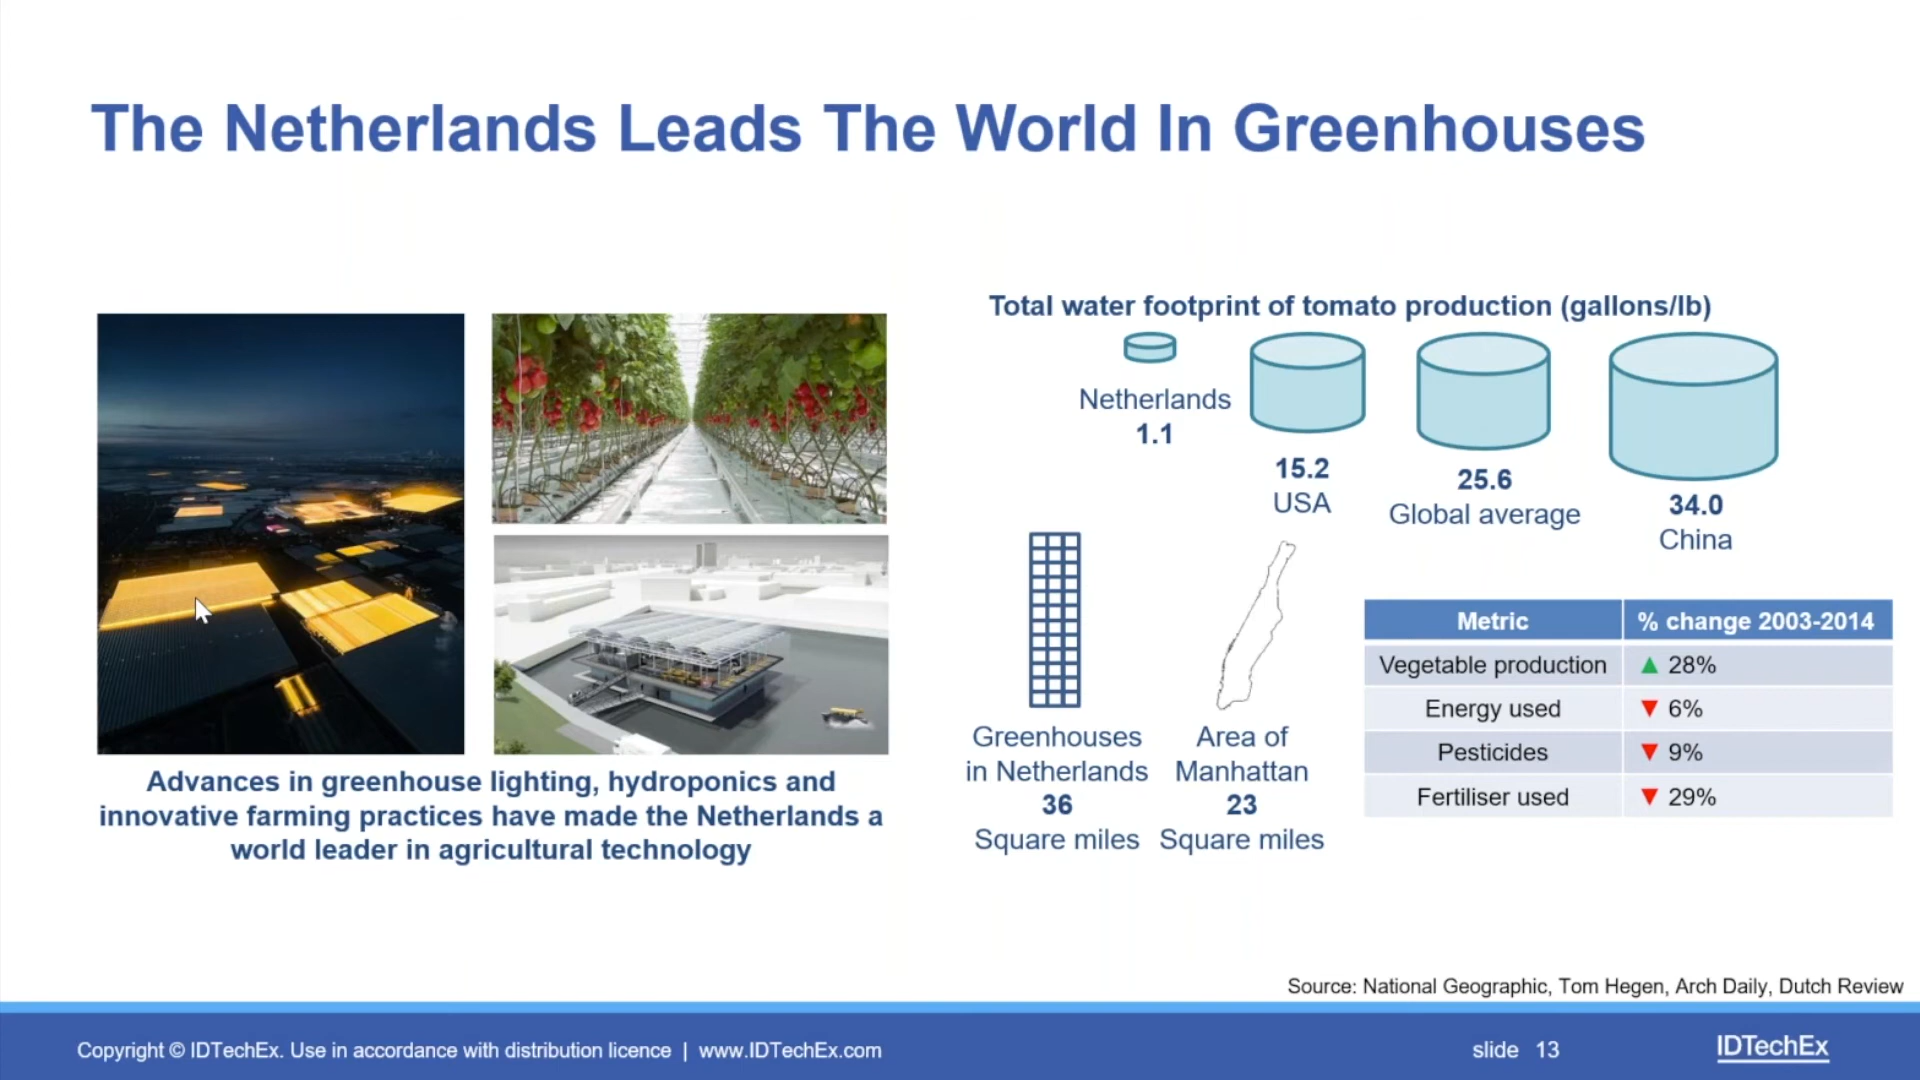 The Netherlands Leads The World In Greenhouses
Advances in greenhouse lighting, hydroponics and
innovative farming practices have made the Netherlands a
world leader in agricultural technology
Total water footprint of tomato production (gallons/lb)
Netherlands
1.1
15.2
USA
25.6
Global average
34.0
China
Greenhouses
in Netherlands
36
Square miles
Area of
Manhattan
23
Square miles
Metric % change 2003-2014
Vegetable production ▲ 28%
Energy used ▼ 6%
Pesticides ▼ 9%
Fertiliser used ▼ 29%
Source: National Geographic, Tom Hegen, Arch Daily, Dutch Review
Copyright © IDTechEx. Use in accordance with distribution licence | www.IDTechEx.com
slide 13
IDTechEx